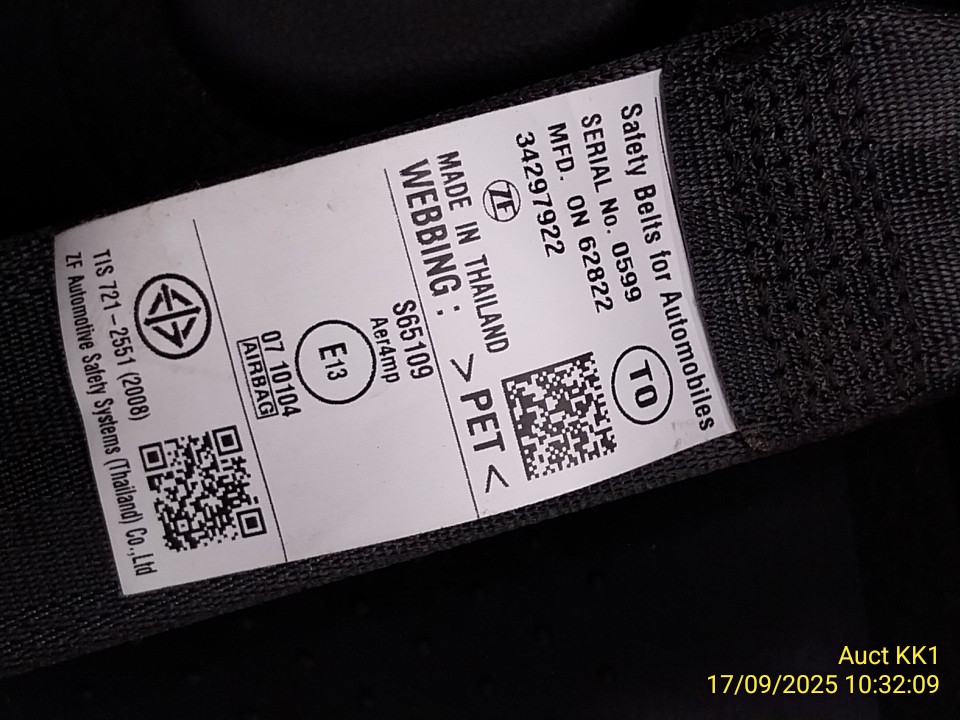 Safety Belts for Automobiles
SERIAL No. 0599
MFD. ON 62822
34297922
TO
ZF
MADE IN THAILAND
WEBBING : >PET<
S65109
Aer4mp
E13
07 10104
AIRBAG
TIS 721-2551 (2008)
ZF Automotive Safety Systems (Thailand) Co.,Ltd
Auct KK1
17/09/2025 10:32:09